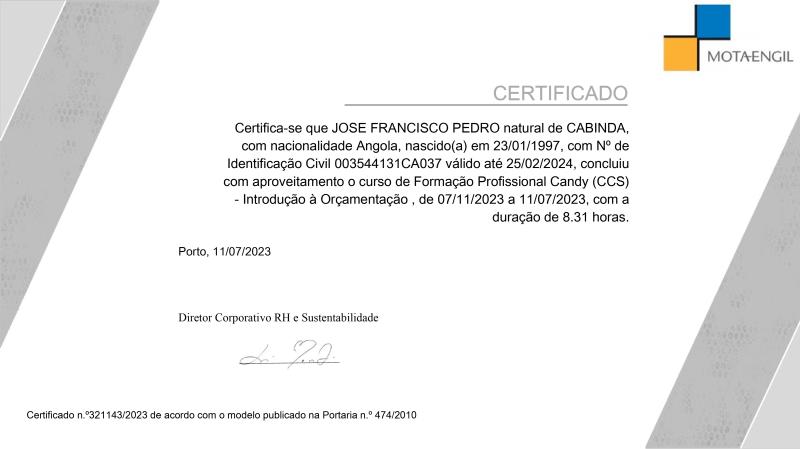 MOTA-ENGIL
CERTIFICADO
Certifica-se que JOSE FRANCISCO PEDRO natural de CABINDA,
com nacionalidade Angola, nascido(a) em 23/01/1997, com Nº de
Identificação Civil 003544131CA037 válido até 25/02/2024, concluiu
com aproveitamento o curso de Formação Profissional Candy (CCS)
- Introdução à Orçamentação , de 07/11/2023 a 11/07/2023, com a
duração de 8.31 horas.
Porto, 11/07/2023
Diretor Corporativo RH e Sustentabilidade
Certificado n.º321143/2023 de acordo com o modelo publicado na Portaria n.º 474/2010